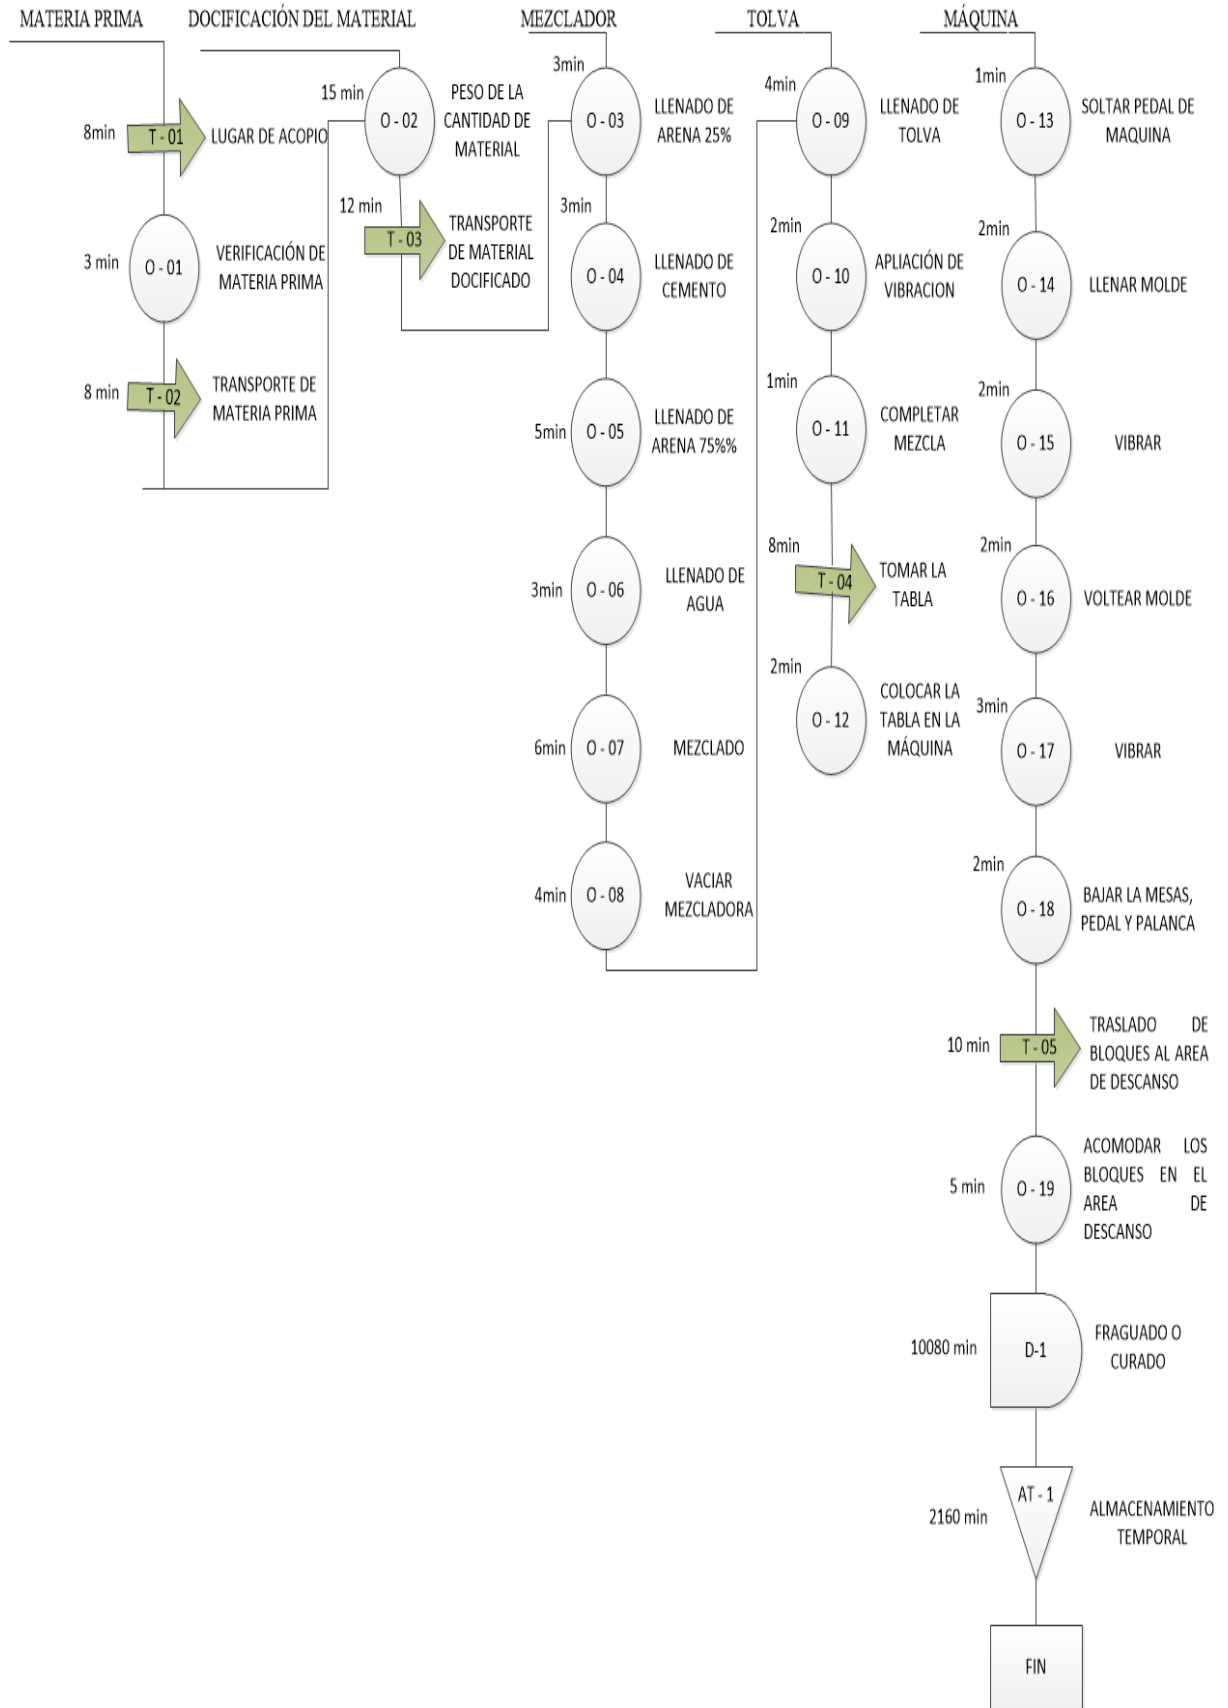 MATERIA PRIMA
8min
T - 01
LUGAR DE ACOPIO
3 min
O - 01
VERIFICACIÓN DE
MATERIA PRIMA
8 min
T - 02
TRANSPORTE DE
MATERIA PRIMA
DOCIFICACIÓN DEL MATERIAL
15 min
O - 02
PESO DE LA
CANTIDAD DE
MATERIAL
12 min
T - 03
TRANSPORTE
DE MATERIAL
DOCIFICADO
MEZCLADOR
3min
O - 03
LLENADO DE
ARENA 25%
3min
O - 04
LLENADO DE
CEMENTO
5min
O - 05
LLENADO DE
ARENA 75%%
3min
O - 06
LLENADO DE
AGUA
6min
O - 07
MEZCLADO
4min
O - 08
VACIAR
MEZCLADORA
TOLVA
4min
O - 09
LLENADO DE
TOLVA
2min
O - 10
APLIACIÓN DE
VIBRACION
1min
O - 11
COMPLETAR
MEZCLA
8min
T - 04
TOMAR LA
TABLA
2min
O - 12
COLOCAR LA
TABLA EN LA
MÁQUINA
MÁQUINA
1min
O - 13
SOLTAR PEDAL DE
MAQUINA
2min
O - 14
LLENAR MOLDE
2min
O - 15
VIBRAR
2min
O - 16
VOLTEAR MOLDE
3min
O - 17
VIBRAR
2min
O - 18
BAJAR LA MESAS,
PEDAL Y PALANCA
10 min
T - 05
TRASLADO DE
BLOQUES AL AREA
DE DESCANSO
5 min
O - 19
ACOMODAR LOS
BLOQUES EN EL
AREA DE
DESCANSO
10080 min
D-1
FRAGUADO O
CURADO
2160 min
AT - 1
ALMACENAMIENTO
TEMPORAL
FIN